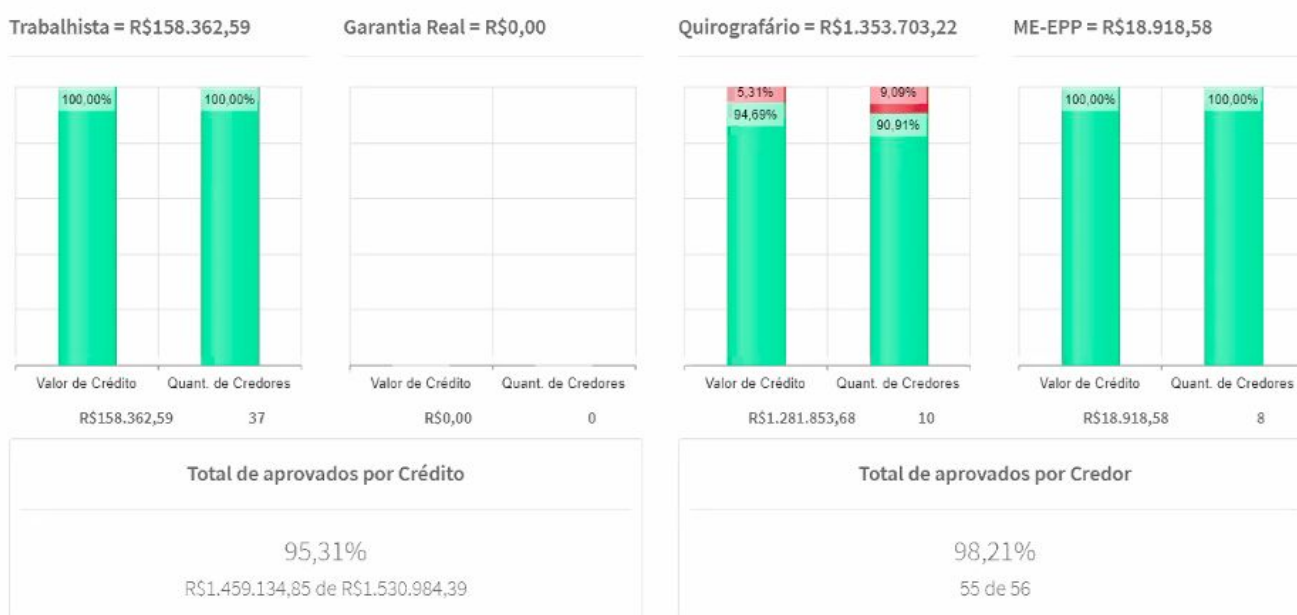 Trabalhista = R$158.362,59 Garantia Real = R$0,00 Quirografário = R$1.353.703,22 ME-EPP = R$18.918,58
100,00% 100,00% 5,31% 9,09% 100,00% 100,00%
94,69% 90,91%
Valor de Crédito Quant. de Credores Valor de Crédito Quant. de Credores Valor de Crédito Quant. de Credores Valor de Crédito Quant. de Credores
R$158.362,59 37 R$0,00 0 R$1.281.853,68 10 R$18.918,58 8
Total de aprovados por Crédito
95,31%
R$1.459.134,85 de R$1.530.984,39
Total de aprovados por Credor
98,21%
55 de 56